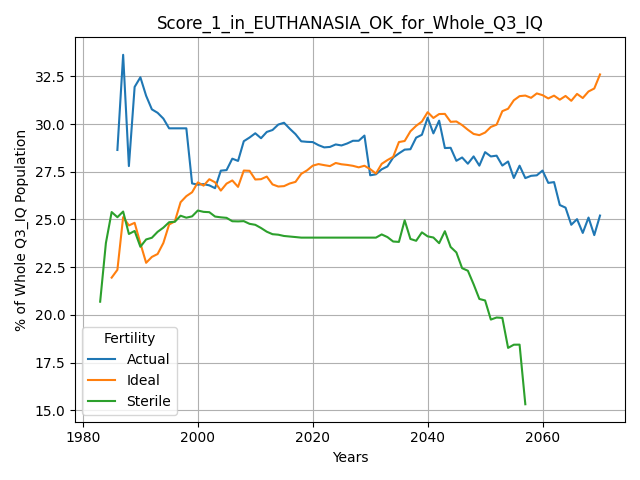 Score_1_in_EUTHANASIA_OK_for_Whole_Q3_IQ
% of Whole Q3_IQ Population
32.5
30.0
27.5
25.0
22.5
20.0
17.5
15.0
Fertility
Actual
Ideal
Sterile
1980
2000
2020
2040
2060
Years